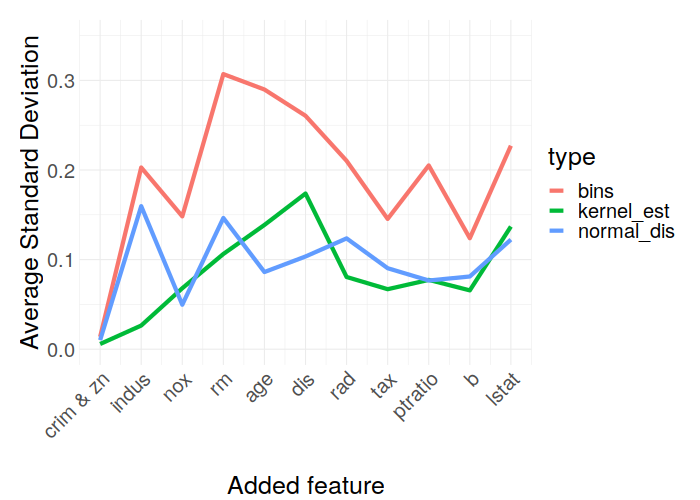 Average Standard Deviation
0.3
0.2
0.1
0.0
crim & zn
indus
nox
rm
age
dis
rad
tax
ptratio
b
lstat
Added feature
type
bins
kernel_est
normal_dis